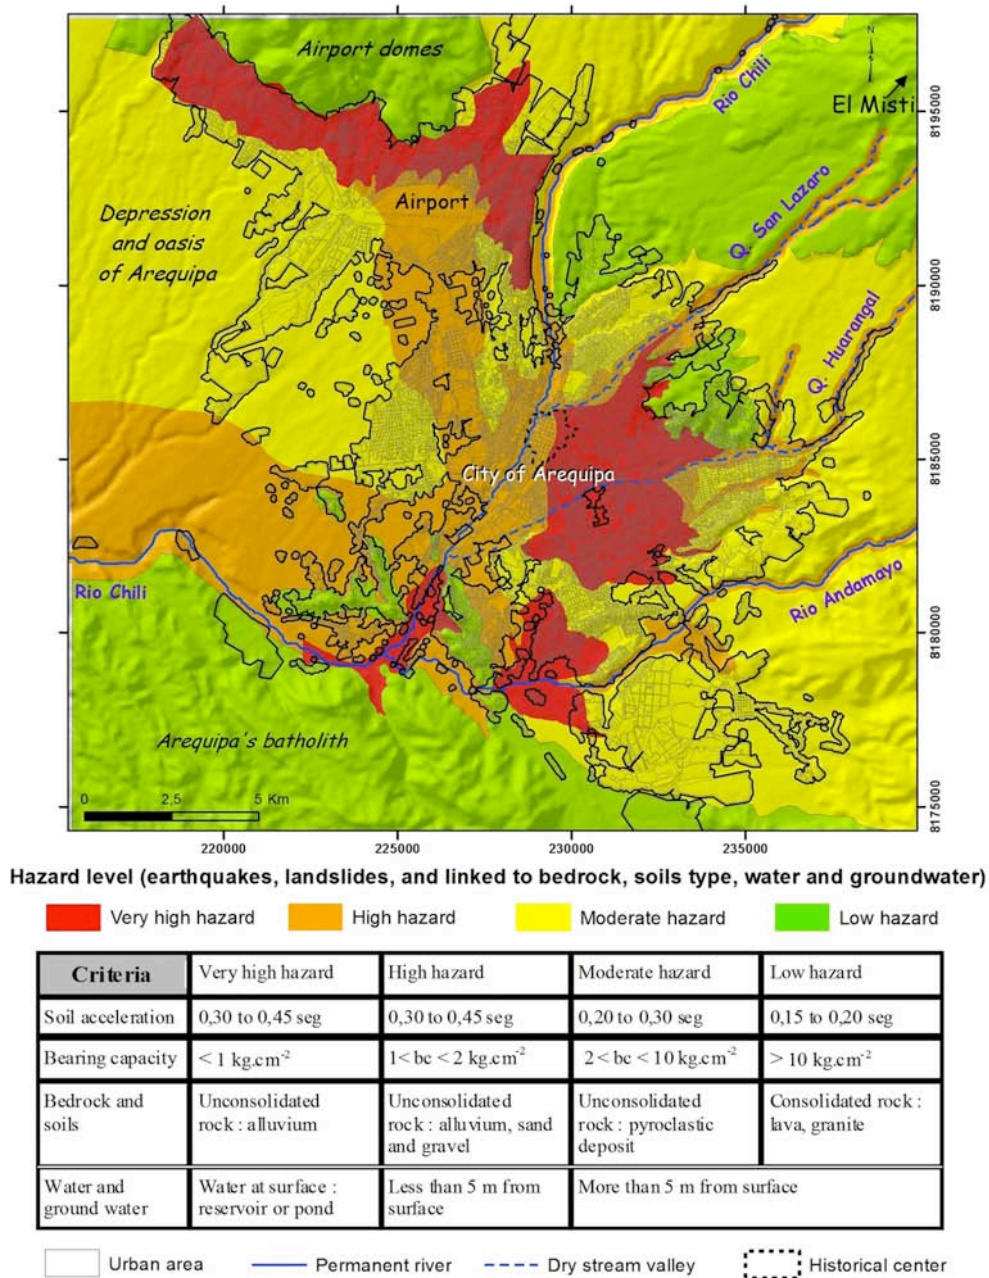 Airport domes
N
Rio Chili
El Misti
8195000
Q. San Lazaro
Airport
Depression
and oasis
of Arequipa
8190000
Q. Huarangal
8185000
City of Arequipa
Rio Chili
Rio Andamayo
8180000
Arequipa's batholith
0 2,5 5 Km
8175000
220000 225000 230000 235000
Hazard level (earthquakes, landslides, and linked to bedrock, soils type, water and groundwater)
Very high hazard High hazard Moderate hazard Low hazard
Criteria Very high hazard High hazard Moderate hazard Low hazard
Soil acceleration 0,30 to 0,45 seg 0,30 to 0,45 seg 0,20 to 0,30 seg 0,15 to 0,20 seg
Bearing capacity < 1 kg.cm-2 1< bc < 2 kg.cm-2 2 < bc < 10 kg.cm-2 > 10 kg.cm-2
Bedrock and Unconsolidated Unconsolidated Unconsolidated Consolidated rock :
soils rock : alluvium rock : alluvium, sand rock : pyroclastic lava, granite
and gravel deposit
Water and Water at surface : Less than 5 m from More than 5 m from surface
ground water reservoir or pond surface
Urban area Permanent river Dry stream valley Historical center